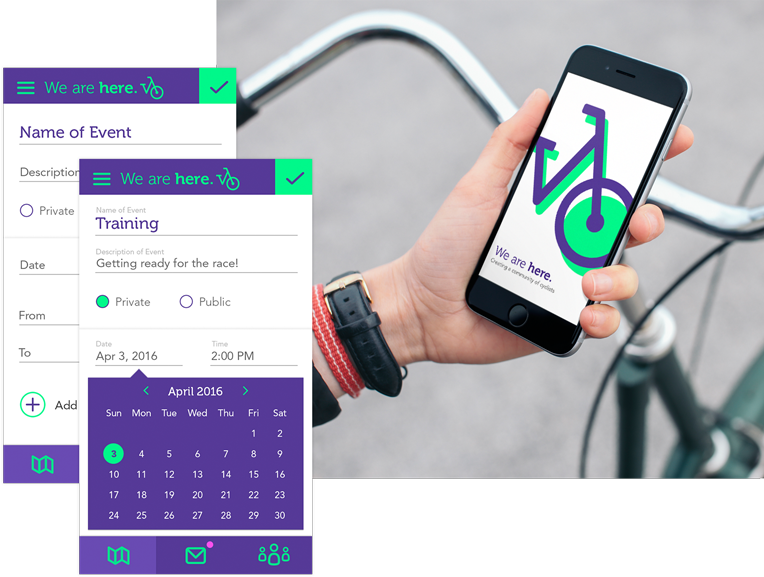 We are here.
Name of Event
Description
Private
Date
From
To
Add
We are here.
Name of Event
Training
Description of Event
Getting ready for the race!
Private Public
Date Time
Apr 3, 2016 2:00 PM
April 2016
Sun Mon Tue Wed Thu Fri Sat
1 2
3 4 5 6 7 8 9
10 11 12 13 14 15 16
17 18 19 20 21 22 23
24 25 26 27 28 29 30
We are here.
Creating a community of cyclists